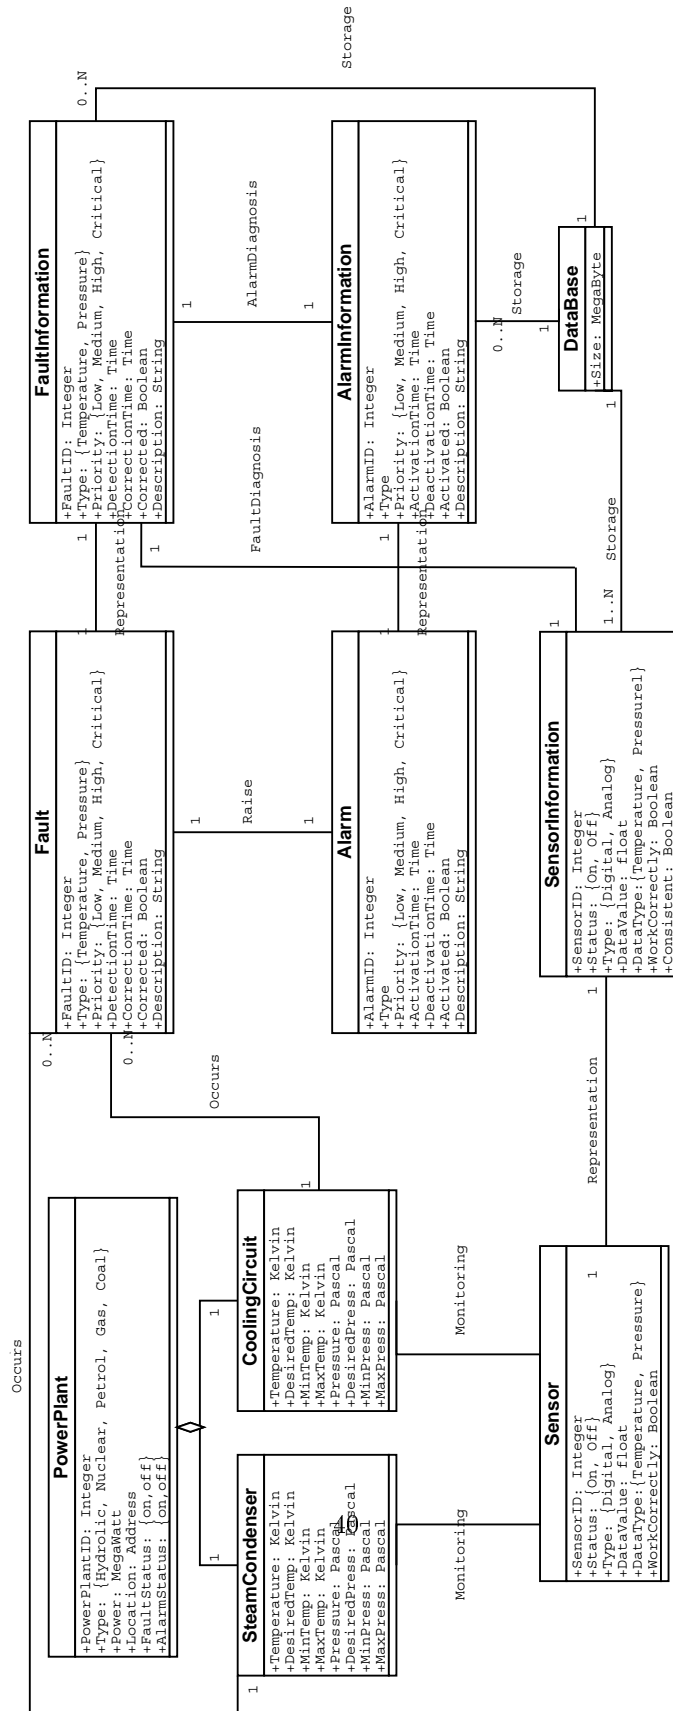 PowerPlant
+PowerPlantID: Integer
+Type: {Hydrolic, Nuclear, Petrol, Gas, Coal}
+Power: MegaWatt
+Location: Address
+FaultStatus: {on,off}
+AlarmStatus: {on,off}
Occurs
0..N
Fault
+FaultID: Integer
+Type: {Temperature, Pressure}
+Priority: {Low, Medium, High, Critical}
+DetectionTime: Time
+CorrectionTime: Time
+Corrected: Boolean
+Description: String
0..N
Occurs
1
1
Representation
1
FaultInformation
+FaultID: Integer
+Type: {Temperature, Pressure}
+Priority: {Low, Medium, High, Critical}
+DetectionTime: Time
+CorrectionTime: Time
+Corrected: Boolean
+Description: String
0..N
Storage
1
1
SteamCondenser
+Temperature: Kelvin
+DesiredTemp: Kelvin
+MinTemp: Kelvin
+MaxTemp: Kelvin
+Pressure: Pascal
+DesiredPress: Pascal
+MinPress: Pascal
+MaxPress: Pascal
1
40
1
CoolingCircuit
+Temperature: Kelvin
+DesiredTemp: Kelvin
+MinTemp: Kelvin
+MaxTemp: Kelvin
+Pressure: Pascal
+DesiredPress: Pascal
+MinPress: Pascal
+MaxPress: Pascal
1
Raise
1
Alarm
+AlarmID: Integer
+Type
+Priority: {Low, Medium, High, Critical}
+ActivationTime: Time
+DeactivationTime: Time
+Activated: Boolean
+Description: String
1
Representation
1
1
AlarmDiagnosis
1
AlarmInformation
+AlarmID: Integer
+Type
+Priority: {Low, Medium, High, Critical}
+ActivationTime: Time
+DeactivationTime: Time
+Activated: Boolean
+Description: String
1
FaultDiagnosis
1
0..N
Storage
1
Monitoring
Monitoring
Sensor
+SensorID: Integer
+Status: {On, Off}
+Type: {Digital, Analog}
+DataValue: float
+DataType:{Temperature, Pressure}
+WorkCorrectly: Boolean
1
Representation
1
SensorInformation
+SensorID: Integer
+Status: {On, Off}
+Type: {Digital, Analog}
+DataValue: float
+DataType:{Temperature, Pressurel}
+WorkCorrectly: Boolean
+Consistent: Boolean
1..N
Storage
1
DataBase
+Size: MegaByte